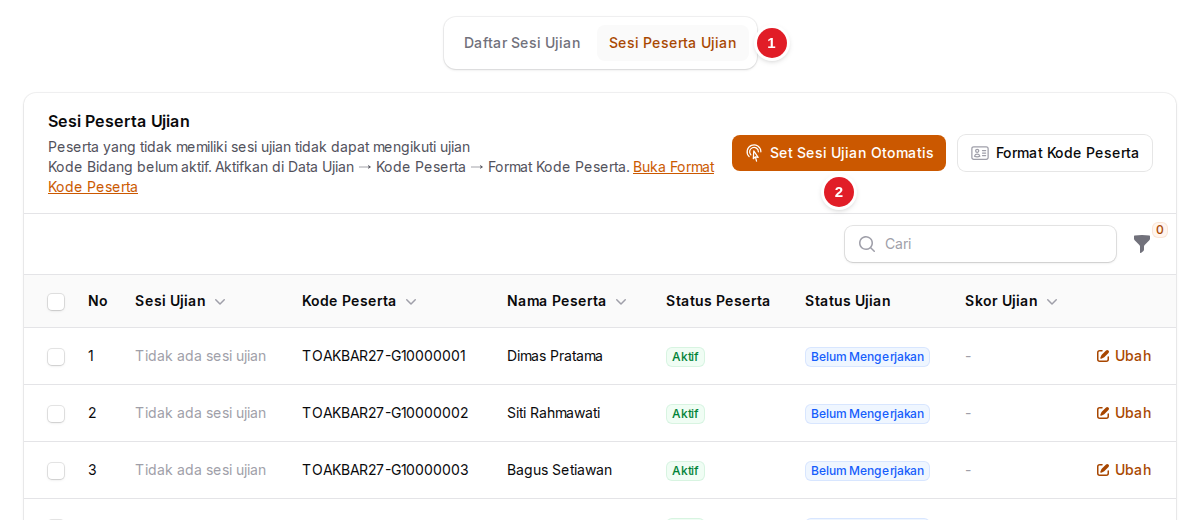 Daftar Sesi Ujian Sesi Peserta Ujian 1
Sesi Peserta Ujian
Peserta yang tidak memiliki sesi ujian tidak dapat mengikuti ujian
Kode Bidang belum aktif. Aktifkan di Data Ujian → Kode Peserta → Format Kode Peserta. Buka Format
Kode Peserta
Set Sesi Ujian Otomatis Format Kode Peserta
2
Cari 0
No Sesi Ujian Kode Peserta Nama Peserta Status Peserta Status Ujian Skor Ujian
1 Tidak ada sesi ujian TOAKBAR27-G10000001 Dimas Pratama Aktif Belum Mengerjakan - Ubah
2 Tidak ada sesi ujian TOAKBAR27-G10000002 Siti Rahmawati Aktif Belum Mengerjakan - Ubah
3 Tidak ada sesi ujian TOAKBAR27-G10000003 Bagus Setiawan Aktif Belum Mengerjakan - Ubah